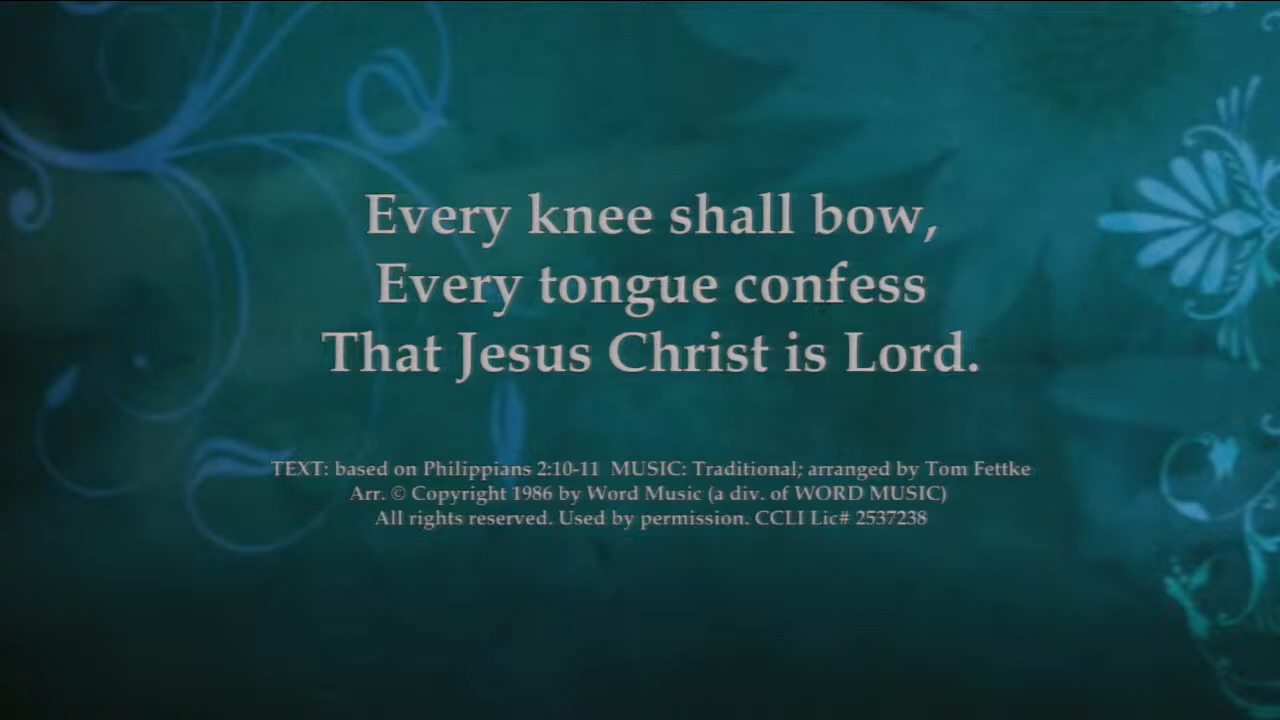 Every knee shall bow,
Every tongue confess
That Jesus Christ is Lord.
TEXT: based on Philippians 2:10-11  MUSIC: Traditional; arranged by Tom Fettke
Arr. © Copyright 1986 by Word Music (a div. of WORD MUSIC)
All rights reserved. Used by permission. CCLI Lic# 2537238